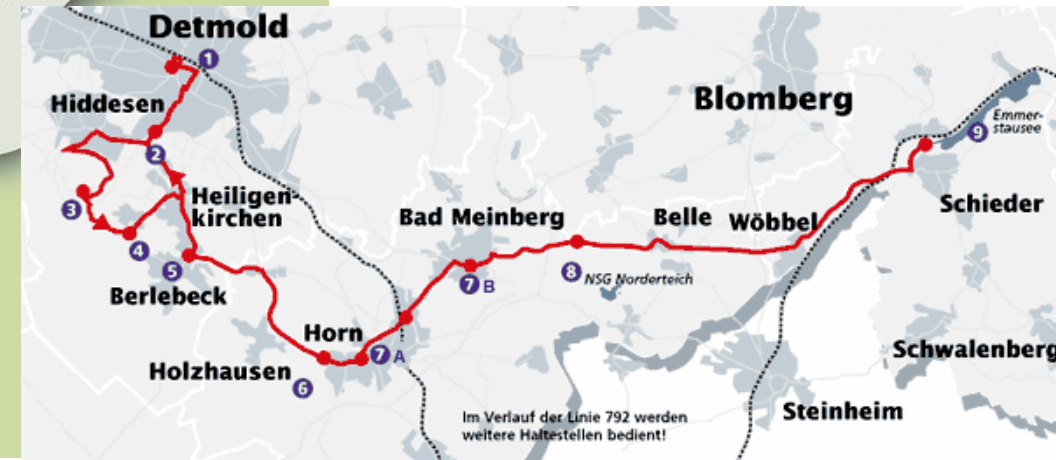 Detmold
1
Hiddesen
2
Blomberg
9
Emmer-
stausee
3
Heiligen-
kirchen
4
5
Berlebeck
Bad Meinberg
7 B
Belle
Wöbbel
8
NSG Norderteich
Schieder
Horn
7 A
Holzhausen
6
Schwalenberg
Steinheim
Im Verlauf der Linie 792 werden
weitere Haltestellen bedient!